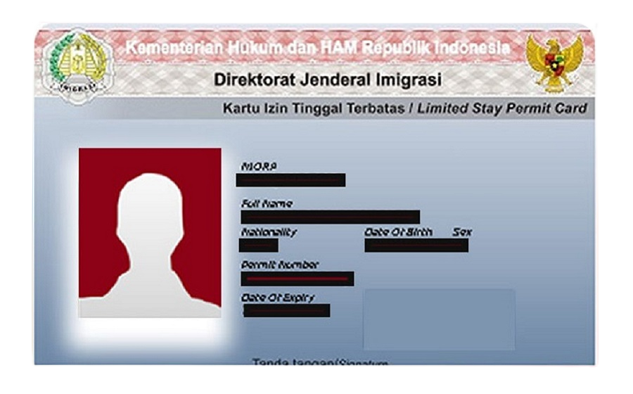 Kementerian Hukum dan HAM Republik Indonesia
Direktorat Jenderal Imigrasi
IMIGRASI
Kartu Izin Tinggal Terbatas / Limited Stay Permit Card
MORA
Full Name
Nationality Date Of Birth Sex
Permit Number
Date Of Expiry
Tanda tangan/Signature